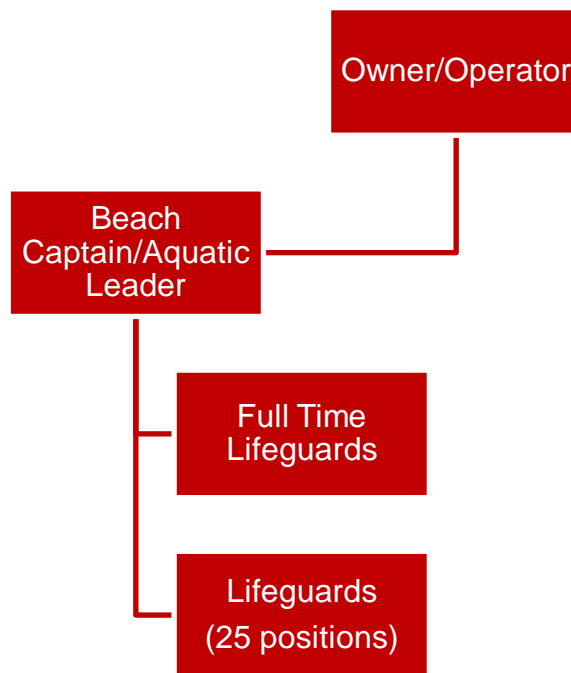 Owner/Operator
Beach
Captain/Aquatic
Leader
Full Time
Lifeguards
Lifeguards
(25 positions)